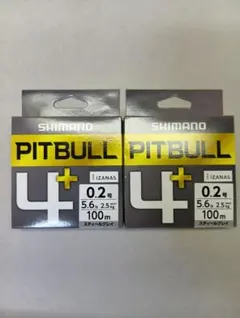 SHIMANO
PITBULL
4+
IZANAS
0.2号
5.6lb 2.5kg
100m
スティールグレイ
SHIMANO
PITBULL
4+
IZANAS
0.2号
5.6lb 2.5kg
100m
スティールグレイ